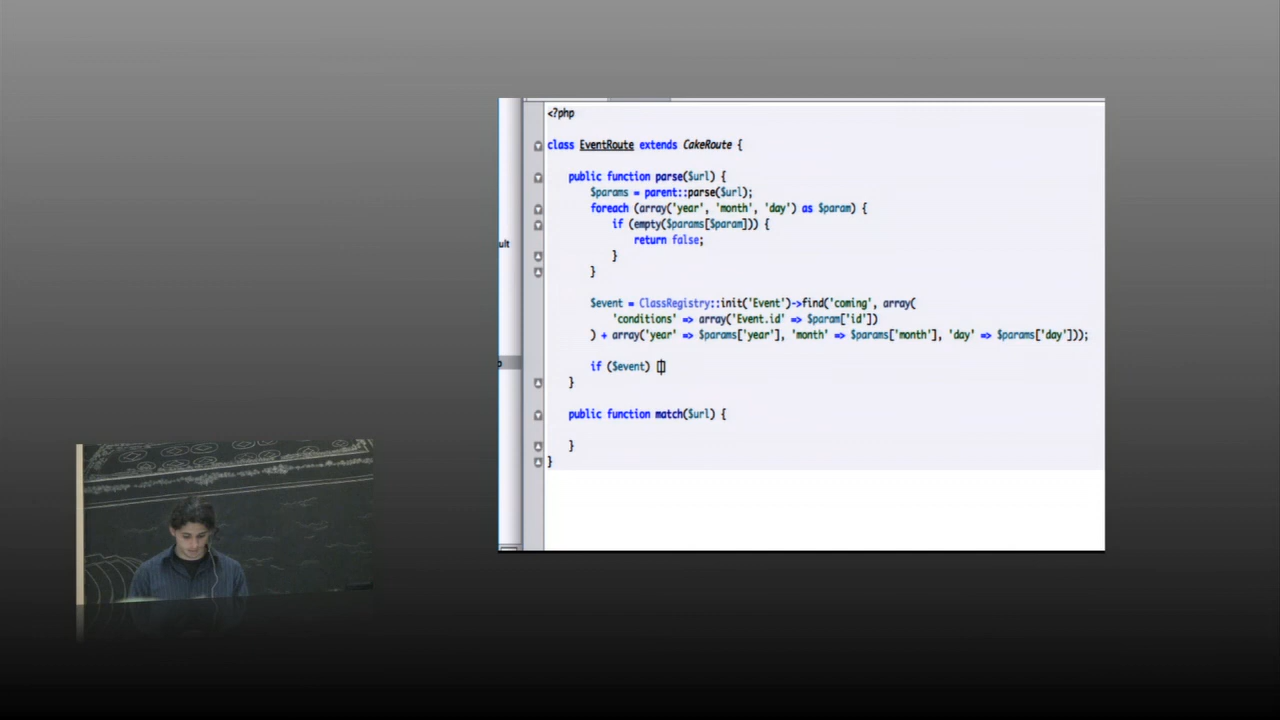 <?php
class EventRoute extends CakeRoute {
public function parse($url) {
$params = parent::parse($url);
foreach (array('year', 'month', 'day') as $param) {
if (empty($params[$param])) {
return false;
}
}
$event = ClassRegistry::init('Event')->find('coming', array(
'conditions' => array('Event.id' => $param['id'])
) + array('year' => $params['year'], 'month' => $params['month'], 'day' => $params['day']));
if ($event) 
}
public function match($url) {
}
}
ult